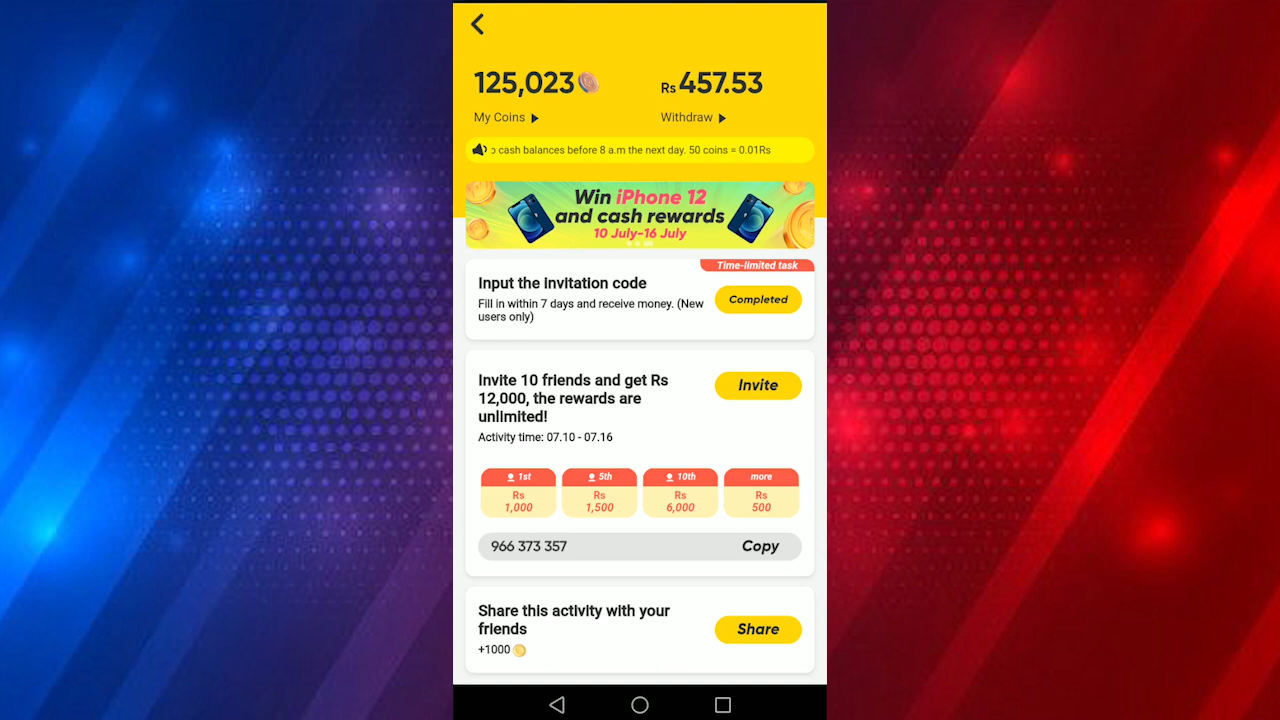 125,023
Rs 457.53
My Coins
Withdraw
cash balances before 8 a.m the next day. 50 coins = 0.01Rs
Win iPhone 12
and cash rewards
10 July-16 July
Time-limited task
Input the invitation code
Completed
Fill in within 7 days and receive money. (New
users only)
Invite 10 friends and get Rs
12,000, the rewards are
unlimited!
Invite
Activity time: 07.10 - 07.16
1st
5th
10th
more
Rs
1,000
Rs
1,500
Rs
6,000
Rs
500
966 373 357
Copy
Share this activity with your
friends
Share
+1000